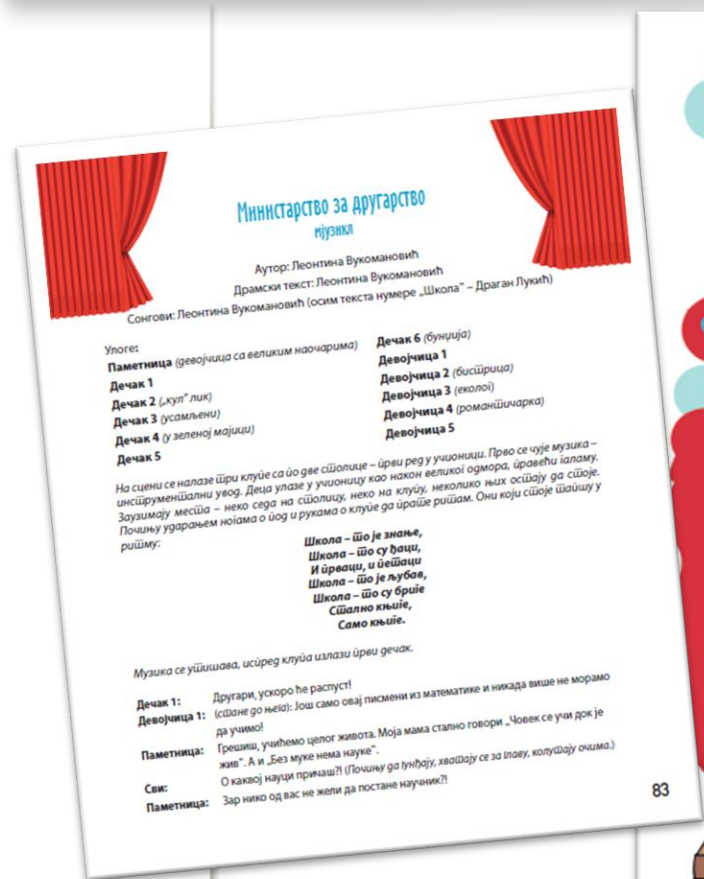 Министарство за другарство
мјузикл
Аутор: Леонтина Вукомановић
Драмски текст: Леонтина Вукомановић
Сонгови: Леонтина Вукомановић (осим текста нумере „Школа” – Драган Лукић)
Улоге:
Паметница (девојчица са великим наочарима)
Дечак 1
Дечак 2 („кул” лик)
Дечак 3 (усамљени)
Дечак 4 (у зеленој мајици)
Дечак 5
Дечак 6 (бунџија)
Девојчица 1
Девојчица 2 (бистрица)
Девојчица 3 (еколог)
Девојчица 4 (романтичарка)
Девојчица 5
На сцени се налазе три клупе са по две столице – први ред у учионици. Прво се чује музика –
инструментални увод. Деца улазе у учионицу као након великог одмора, правећи галаму.
Заузимају места – неко седа на столицу, неко на клупу, неколико њих остају да стоје.
Почињу ударањем ногама о под и рукама о клупе да прате ритам. Они који стоје тапшу у
ритму:
Школа – то је знање,
Школа – то су ђаци,
И прваци, и петаци
Школа – то је љубав,
Школа – то су бриге
Стално књиге,
Само књиге.
Музика се утишава, испред клупа излази први дечак.
Дечак 1: Другари, ускоро ће распуст!
Девојчица 1: (стане до њега): Још само овај писмени из математике и никада више не морамо
да учимо!
Паметница: Грешиш, учићемо целог живота. Моја мама стално говори „Човек се учи док је
жив”. А и „Без муке нема науке”.
Сви: О каквој науци причаш?! (Почињу да гунђају, хватају се за главу, колутају очима.)
Паметница: Зар нико од вас не жели да постане научник?!
83